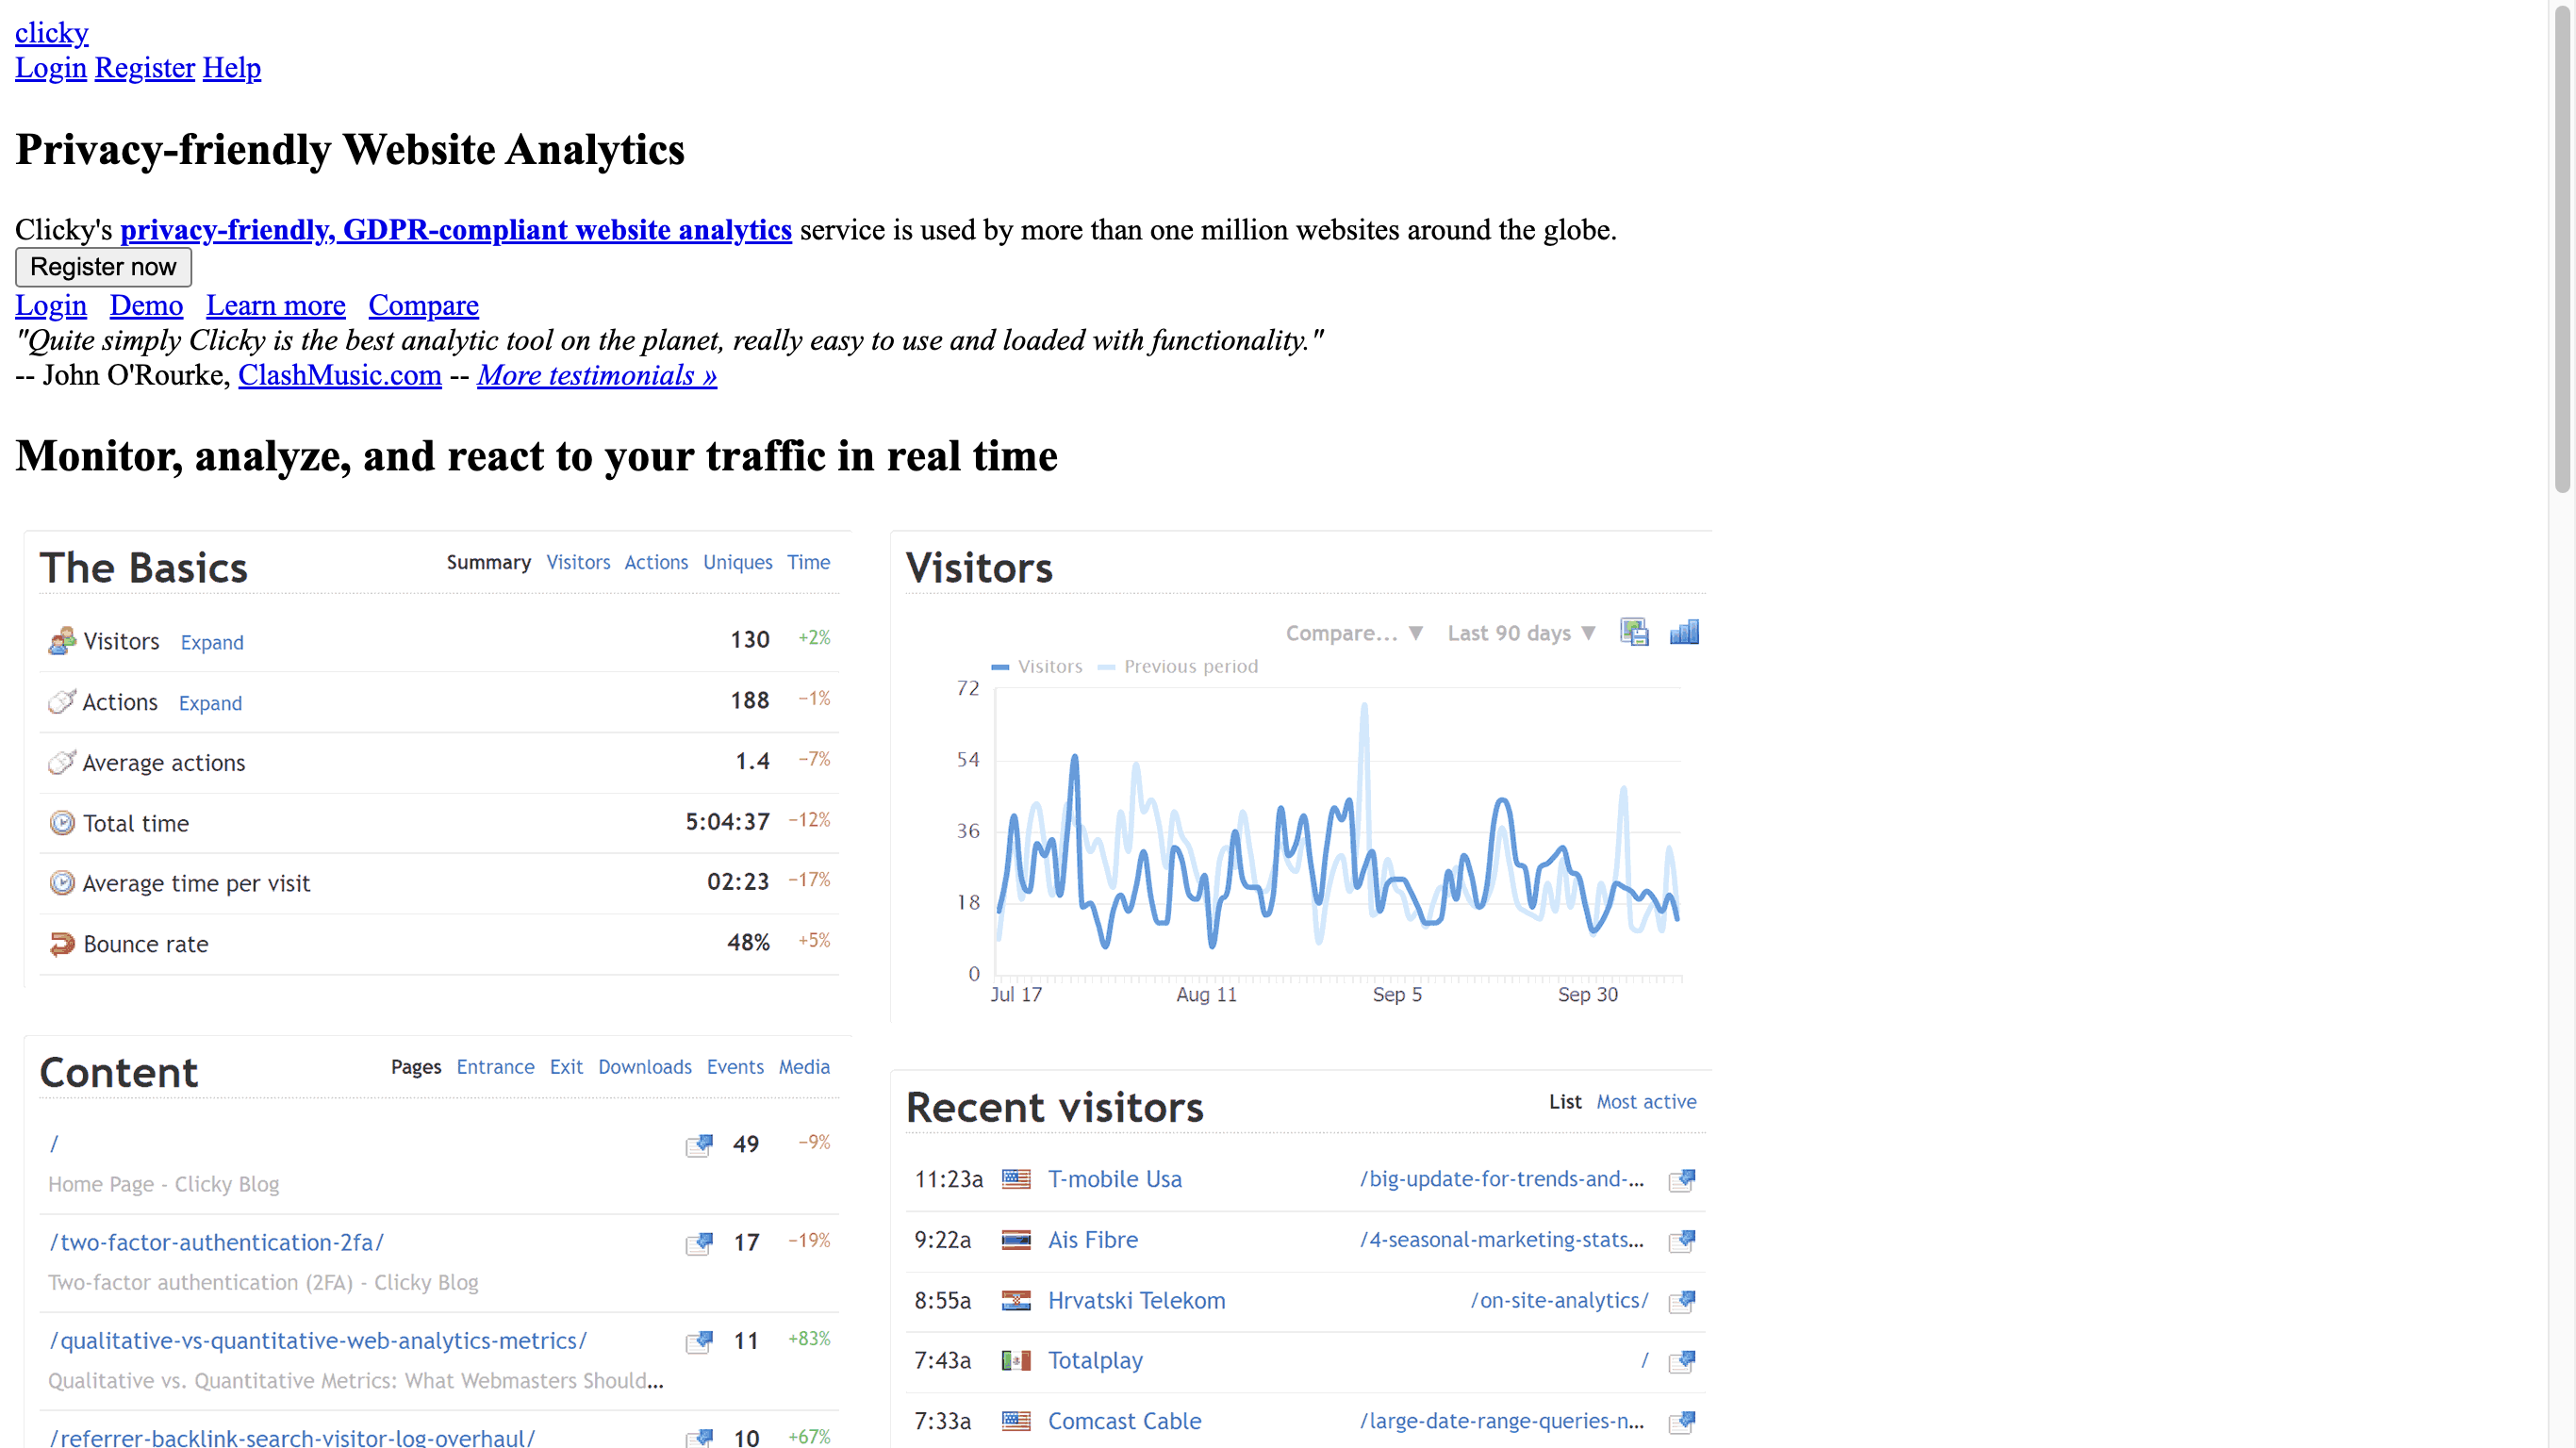 clicky
Login Register Help
Privacy-friendly Website Analytics
Clicky's privacy-friendly, GDPR-compliant website analytics service is used by more than one million websites around the globe.
Register now
Login Demo Learn more Compare
"Quite simply Clicky is the best analytic tool on the planet, really easy to use and loaded with functionality."
-- John O'Rourke, ClashMusic.com -- More testimonials »
Monitor, analyze, and react to your traffic in real time
The Basics Summary Visitors Actions Uniques Time
Visitors Expand 130 +2%
Actions Expand 188 −1%
Average actions 1.4 −7%
Total time 5:04:37 −12%
Average time per visit 02:23 −17%
Bounce rate 48% +5%
Visitors
Compare... ▼ Last 90 days ▼
Visitors Previous period
72
54
36
18
0
Jul 17 Aug 11 Sep 5 Sep 30
Content Pages Entrance Exit Downloads Events Media
/ 49 −9%
Home Page - Clicky Blog
/two-factor-authentication-2fa/ 17 −19%
Two-factor authentication (2FA) - Clicky Blog
/qualitative-vs-quantitative-web-analytics-metrics/ 11 +83%
Qualitative vs. Quantitative Metrics: What Webmasters Should...
/referrer-backlink-search-visitor-log-overhaul/ 10 +67%
Recent visitors List Most active
11:23a T-mobile Usa /big-update-for-trends-and-...
9:22a Ais Fibre /4-seasonal-marketing-stats...
8:55a Hrvatski Telekom /on-site-analytics/
7:43a Totalplay /
7:33a Comcast Cable /large-date-range-queries-n...